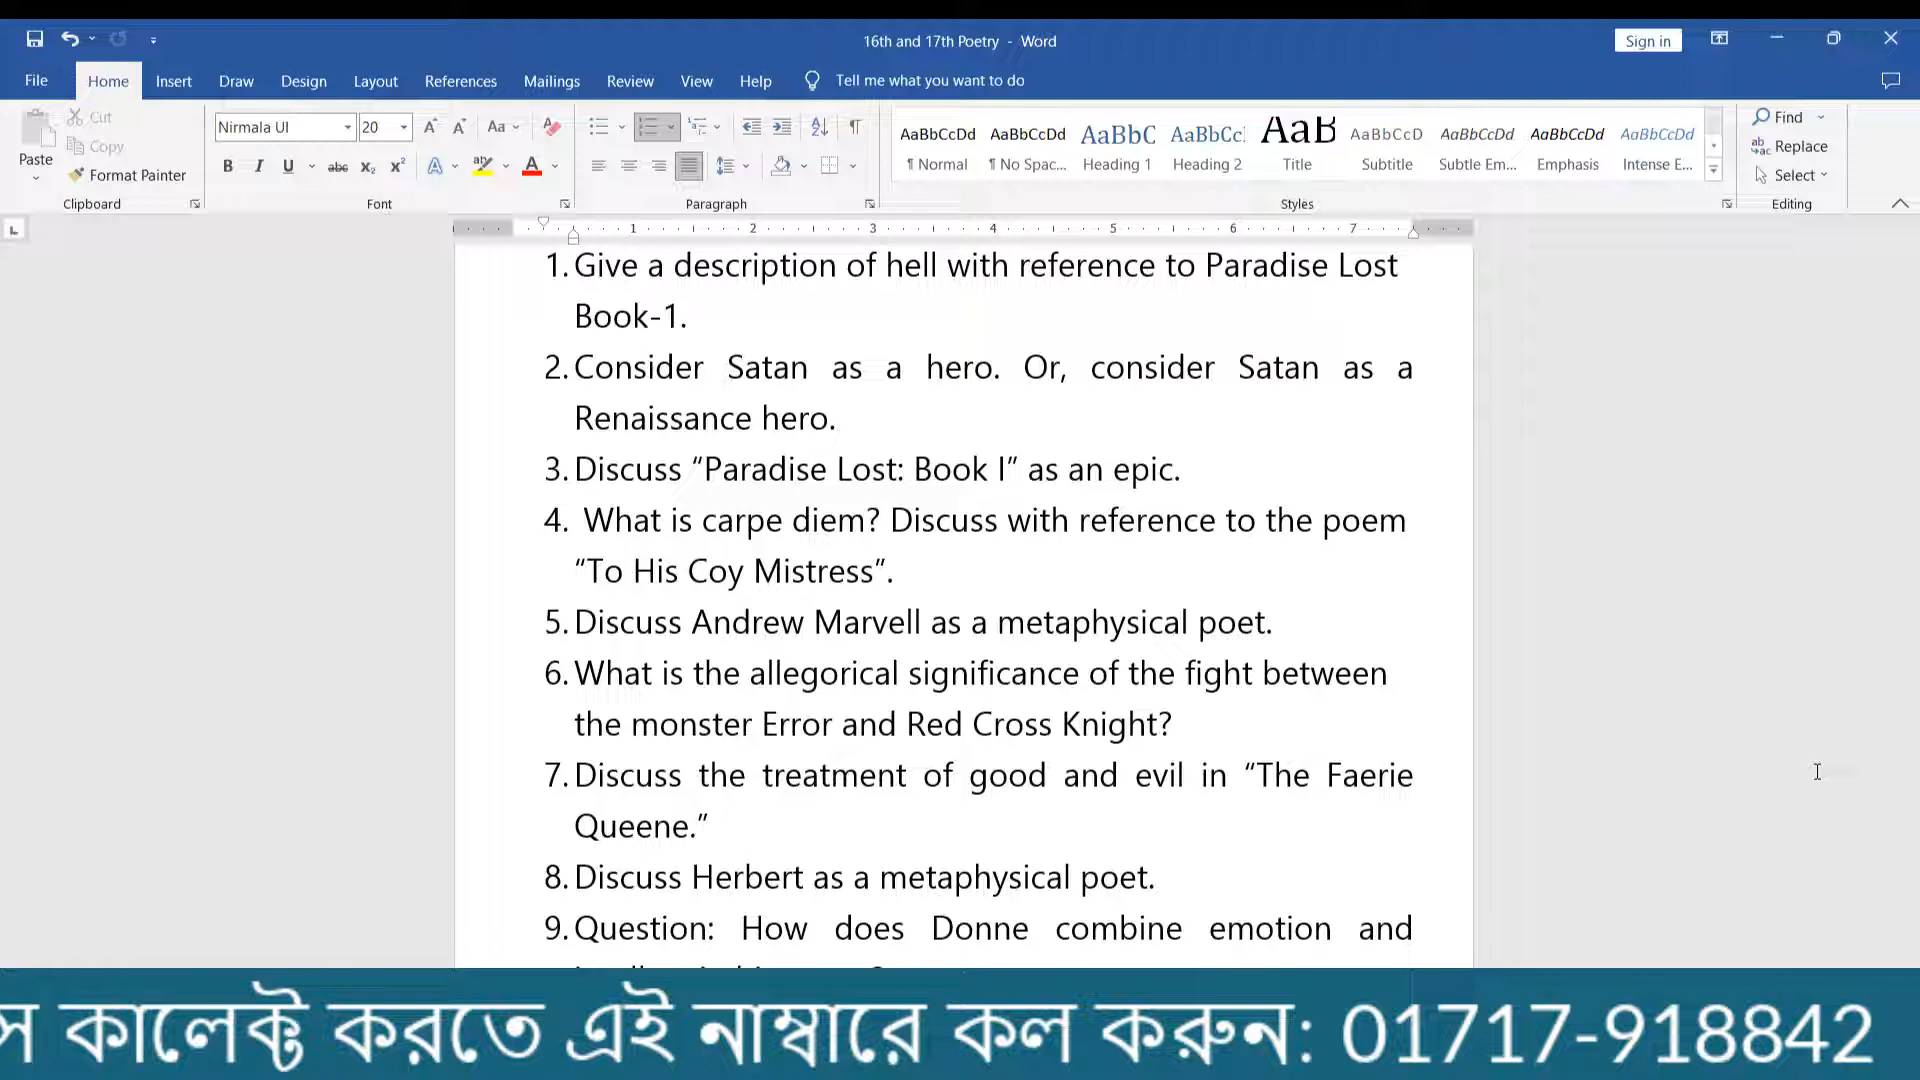 16th and 17th Poetry - Word
Sign in
File Home Insert Draw Design Layout References Mailings Review View Help Tell me what you want to do
Paste
Cut
Copy
Format Painter
Clipboard
Nirmala UI 20
Font
Paragraph
AaBbCcDd AaBbCcDd AaBbC AaBbCc AaB AaBbCcD AaBbCcDd AaBbCcDd AaBbCcDd
¶ Normal ¶ No Spac... Heading 1 Heading 2 Title Subtitle Subtle Em... Emphasis Intense E...
Styles
Find
Replace
Select
Editing
1 2 3 4 5 6 7
1. Give a description of hell with reference to Paradise Lost
Book-1.
2. Consider Satan as a hero. Or, consider Satan as a
Renaissance hero.
3. Discuss “Paradise Lost: Book I” as an epic.
4. What is carpe diem? Discuss with reference to the poem
“To His Coy Mistress”.
5. Discuss Andrew Marvell as a metaphysical poet.
6. What is the allegorical significance of the fight between
the monster Error and Red Cross Knight?
7. Discuss the treatment of good and evil in “The Faerie
Queene.”
8. Discuss Herbert as a metaphysical poet.
9. Question: How does Donne combine emotion and
স কালেক্ট করতে এই নাম্বারে কল করুন: 01717-918842